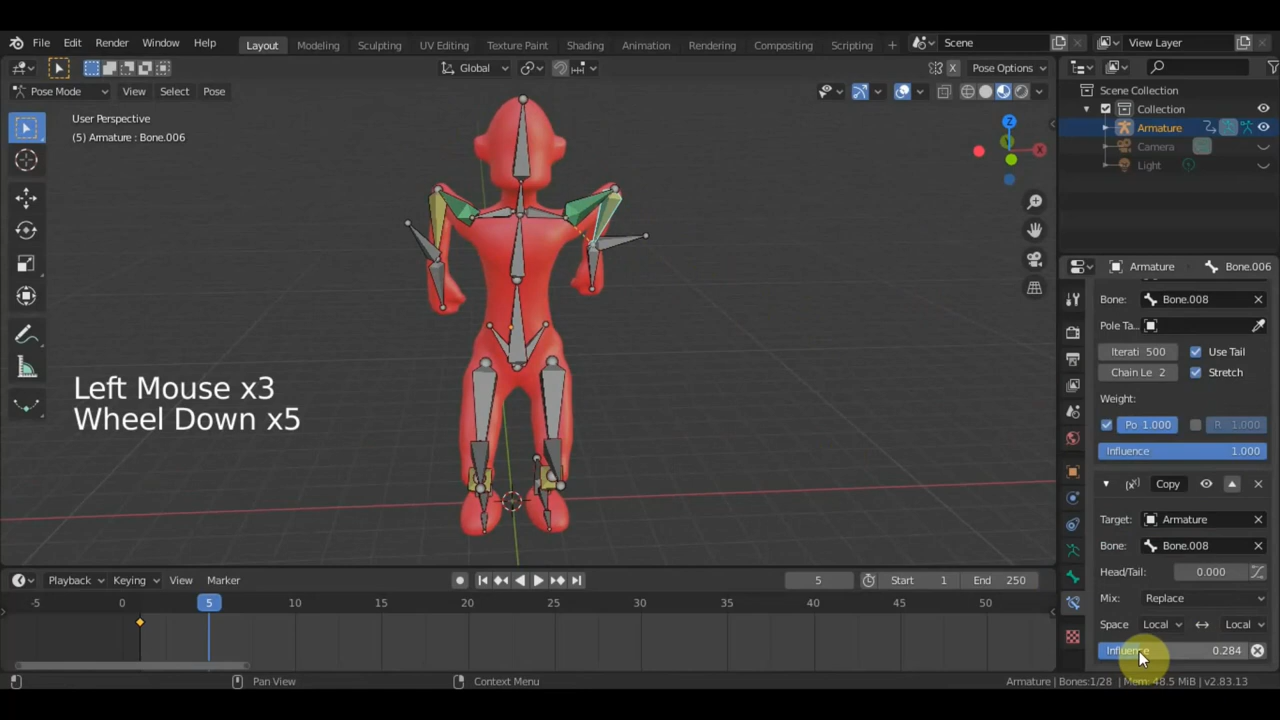 File Edit Render Window Help Layout Modeling Sculpting UV Editing Texture Paint Shading Animation Rendering Compositing Scripting + Scene View Layer
Global X Pose Options
Pose Mode View Select Pose
Scene Collection
User Perspective
(5) Armature : Bone.006
Collection
Armature
Camera
Light
Z
X
Armature Bone.006
Bone: Bone.008
Pole Ta...
Iterati 500 Use Tail
Chain Le 2 Stretch
Weight:
Po 1.000 R 1.000
Influence 1.000
Copy
Target: Armature
Bone: Bone.008
Head/Tail: 0.000
Mix: Replace
Space Local Local
Influence 0.284
Left Mouse x3
Wheel Down x5
Playback Keying View Marker 5 Start 1 End 250
-5 0 5 10 15 20 25 30 35 40 45 50
Pan View Context Menu Armature | Bones:1/28 | Mem: 48.5 MiB | v2.83.13